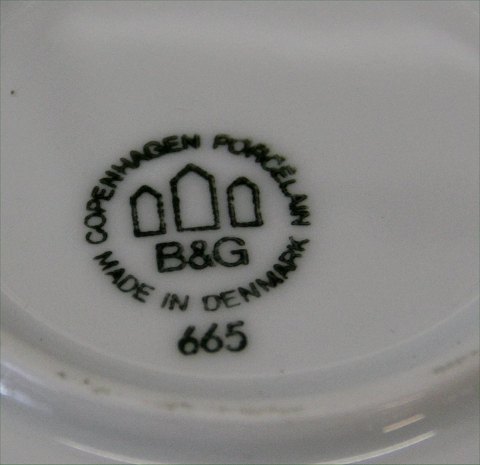 COPENHAGEN PORCELAIN
B&G
MADE IN DENMARK
665